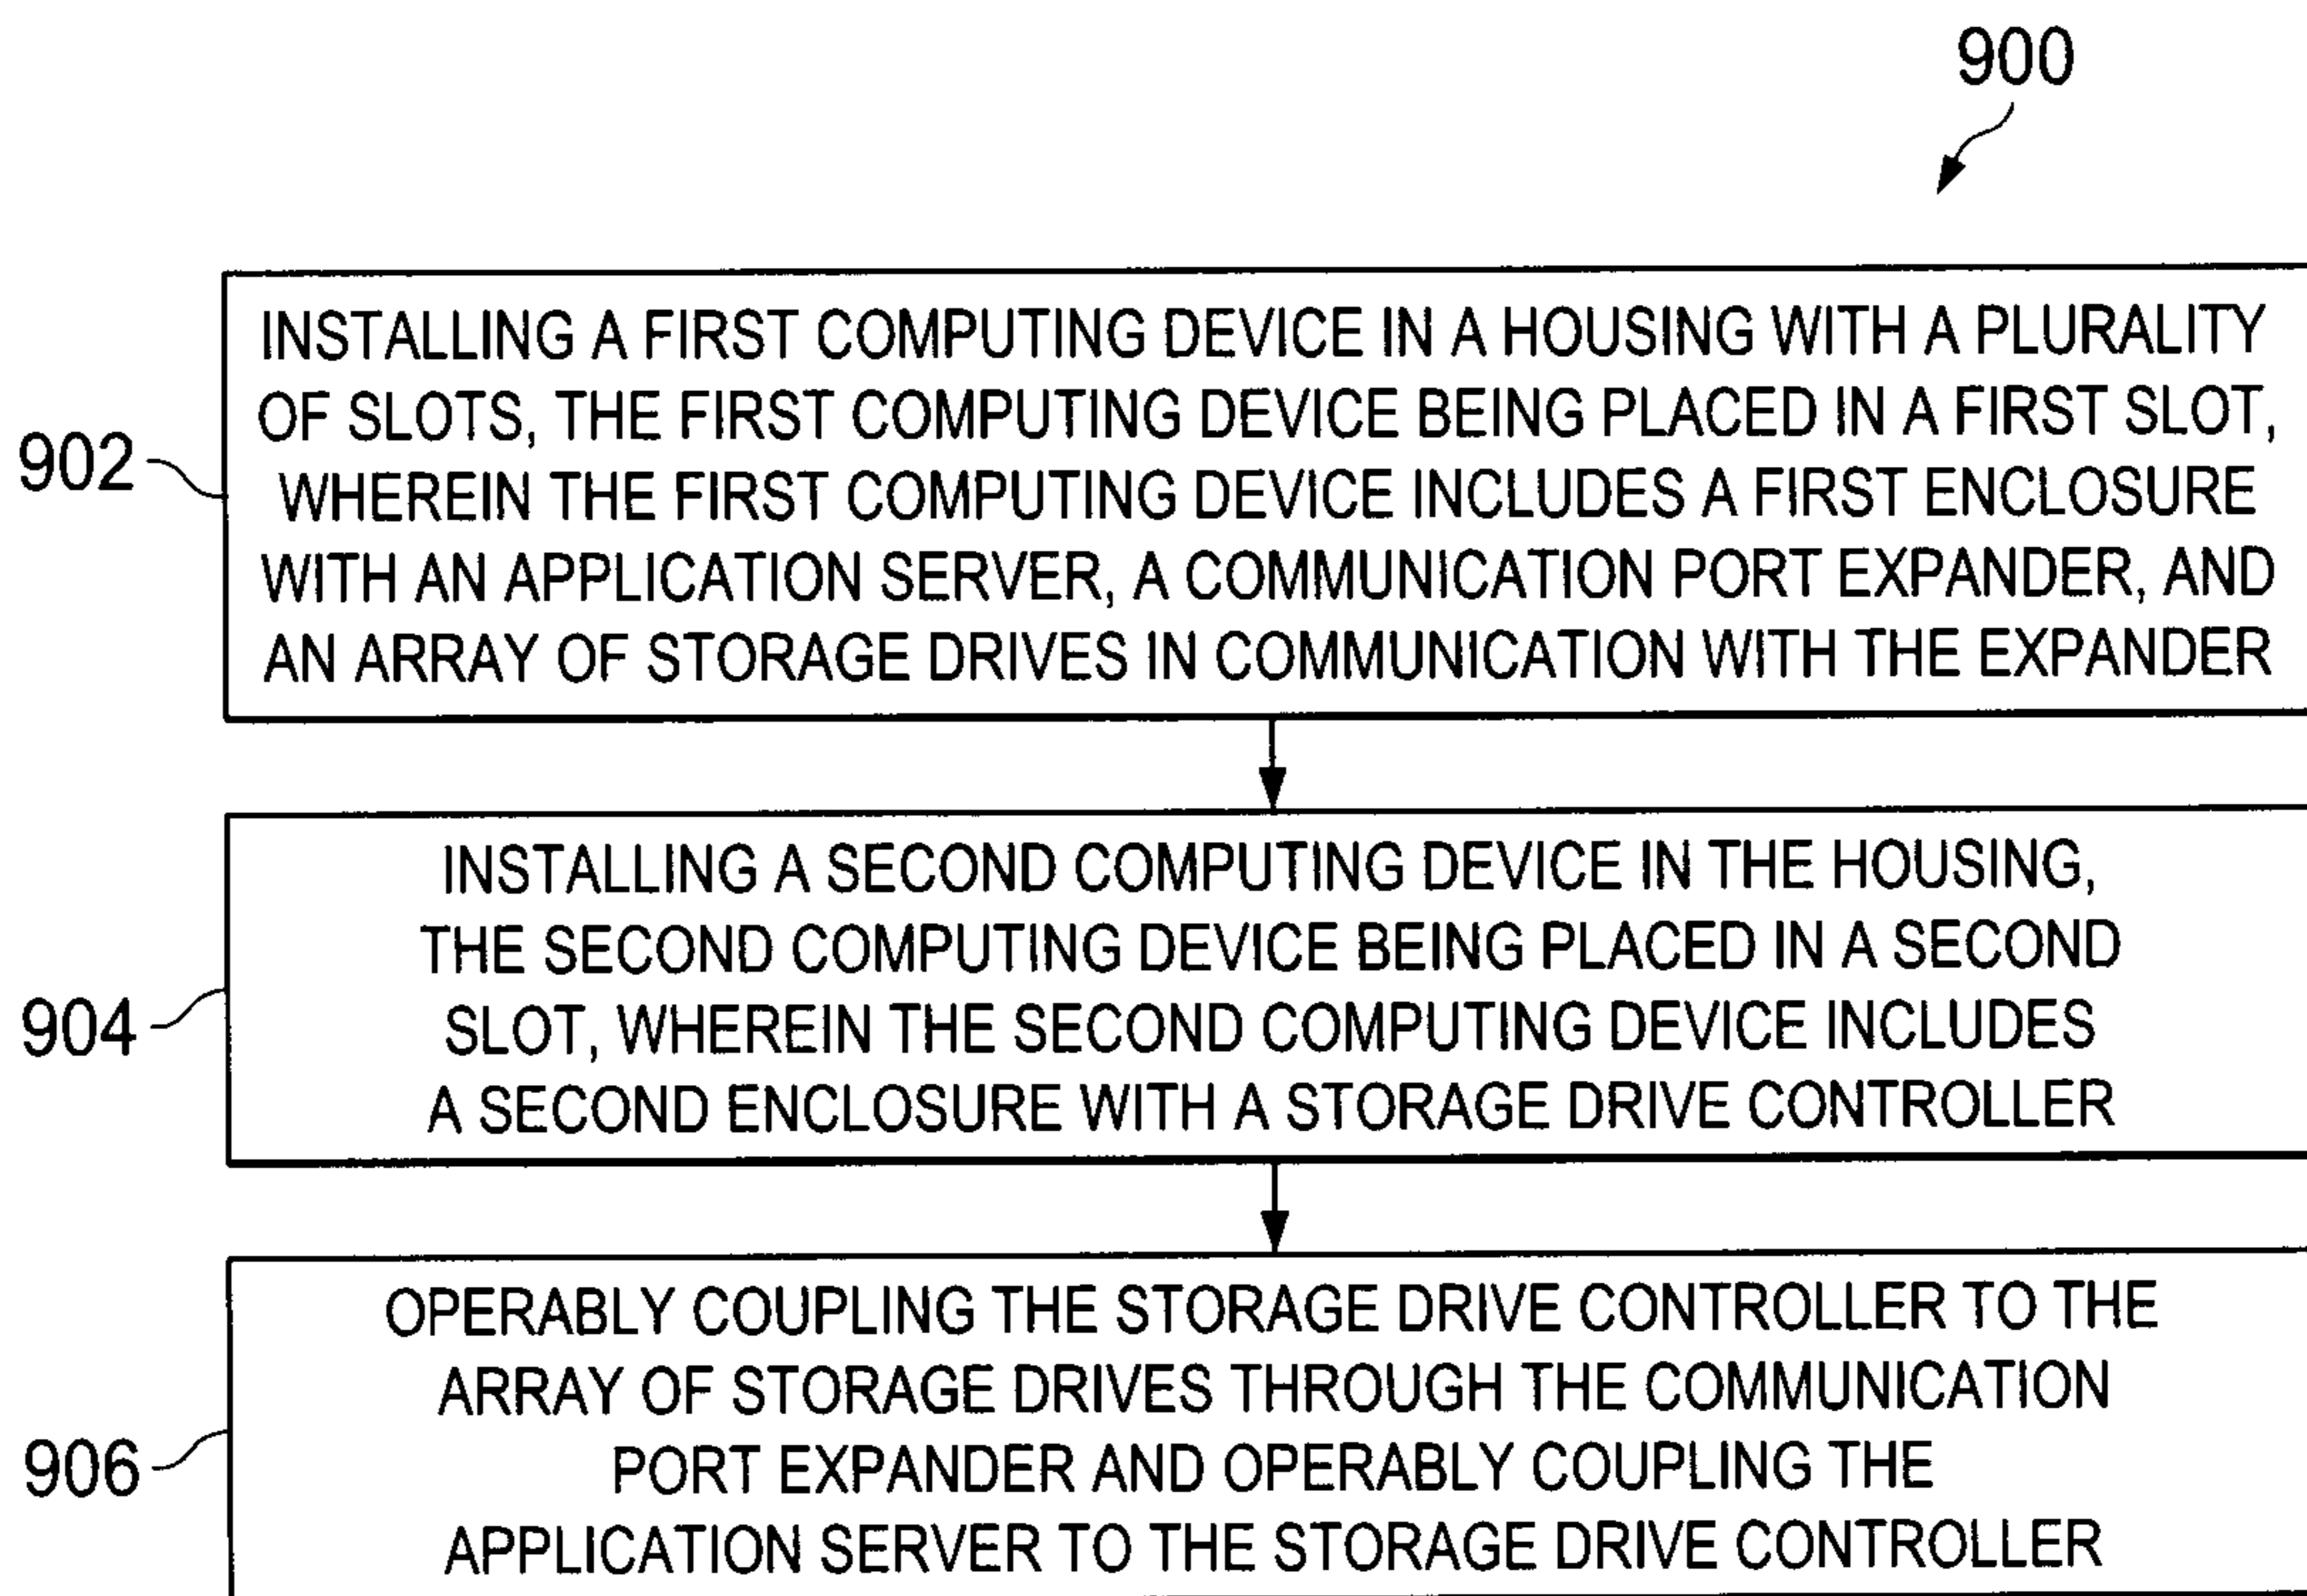 900
INSTALLING A FIRST COMPUTING DEVICE IN A HOUSING WITH A PLURALITY
OF SLOTS, THE FIRST COMPUTING DEVICE BEING PLACED IN A FIRST SLOT,
902
WHEREIN THE FIRST COMPUTING DEVICE INCLUDES A FIRST ENCLOSURE
WITH AN APPLICATION SERVER, A COMMUNICATION PORT EXPANDER, AND
AN ARRAY OF STORAGE DRIVES IN COMMUNICATION WITH THE EXPANDER
INSTALLING A SECOND COMPUTING DEVICE IN THE HOUSING,
THE SECOND COMPUTING DEVICE BEING PLACED IN A SECOND
904
SLOT, WHEREIN THE SECOND COMPUTING DEVICE INCLUDES
A SECOND ENCLOSURE WITH A STORAGE DRIVE CONTROLLER
OPERABLY COUPLING THE STORAGE DRIVE CONTROLLER TO THE
ARRAY OF STORAGE DRIVES THROUGH THE COMMUNICATION
906
PORT EXPANDER AND OPERABLY COUPLING THE
APPLICATION SERVER TO THE STORAGE DRIVE CONTROLLER